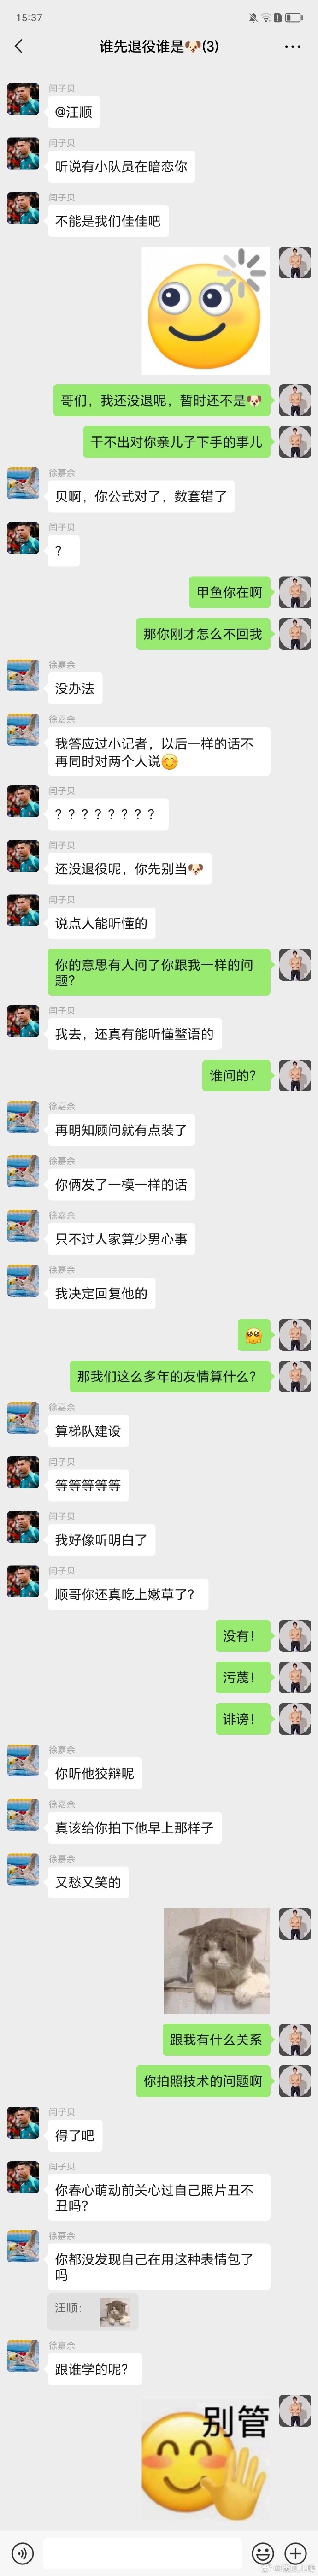 15:37
谁先退役谁是🐶(3)
闫子贝
@汪顺
闫子贝
听说有小队员在暗恋你
闫子贝
不能是我们佳佳吧
哥们，我还没退呢，暂时还不是🐶
干不出对你亲儿子下手的事儿
徐嘉余
贝啊，你公式对了，数套错了
闫子贝
？
甲鱼你在啊
那你刚才怎么不回我
徐嘉余
没办法
徐嘉余
我答应过小记者，以后一样的话不
再同时对两个人说😊
闫子贝
？？？？？？？？
闫子贝
还没退役呢，你先别当🐶
闫子贝
说点人能听懂的
你的意思有人问了你跟我一样的问
题？
闫子贝
我去，还真有能听懂鳖语的
谁问的？
徐嘉余
再明知顾问就有点装了
徐嘉余
你俩发了一模一样的话
徐嘉余
只不过人家算少男心事
徐嘉余
我决定回复他的
🥺
那我们这么多年的友情算什么？
徐嘉余
算梯队建设
闫子贝
等等等等等
闫子贝
我好像听明白了
闫子贝
顺哥你还真吃上嫩草了？
没有！
污蔑！
诽谤！
徐嘉余
你听他狡辩呢
徐嘉余
真该给你拍下他早上那样子
徐嘉余
又愁又笑的
跟我有什么关系
你拍照技术的问题啊
闫子贝
得了吧
闫子贝
你春心萌动前关心过自己照片丑不
丑吗？
徐嘉余
你都没发现自己在用这种表情包了
吗
汪顺：
徐嘉余
跟谁学的呢？
别管